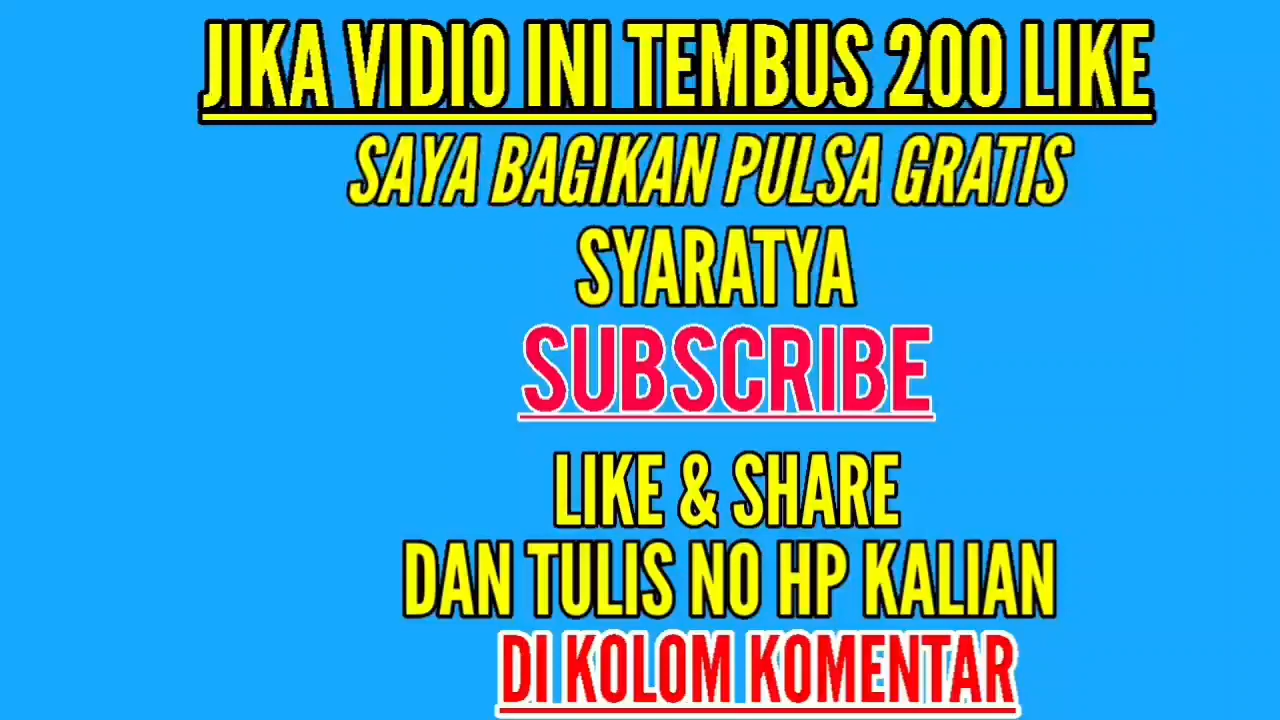 JIKA VIDIO INI TEMBUS 200 LIKE
SAYA BAGIKAN PULSA GRATIS
SYARATYA
SUBSCRIBE
LIKE & SHARE
DAN TULIS NO HP KALIAN
DI KOLOM KOMENTAR